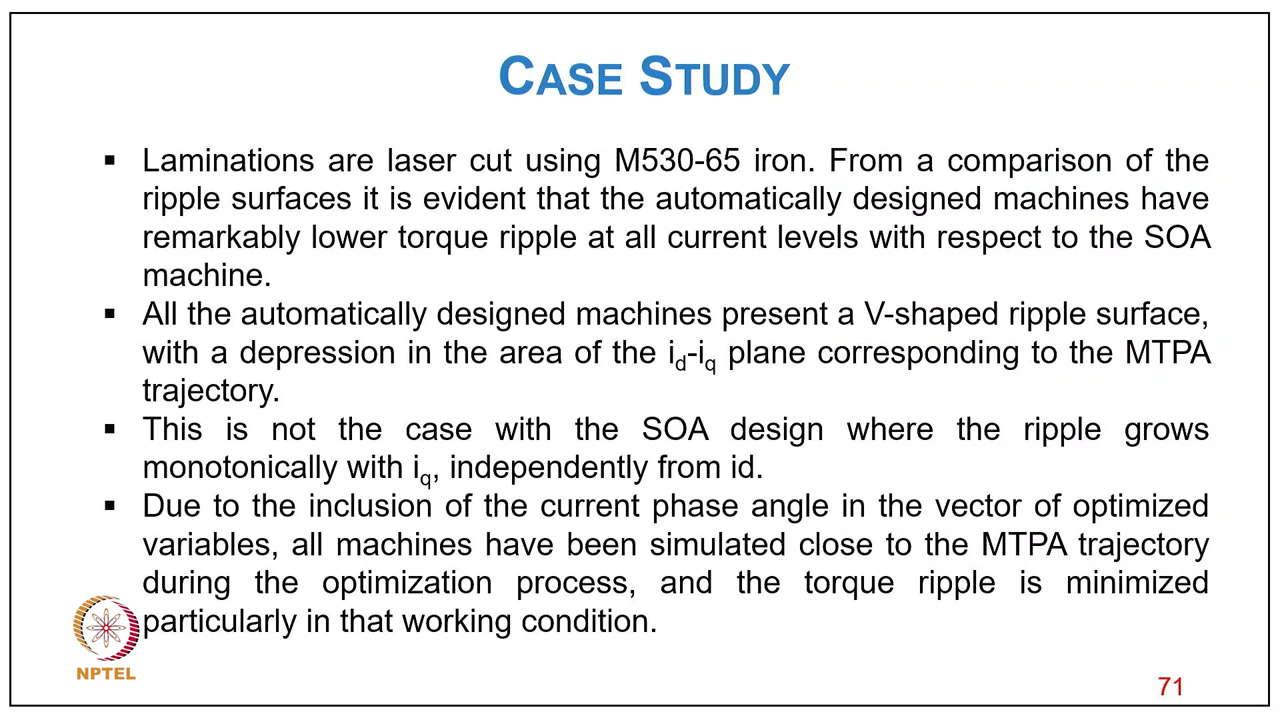 CASE STUDY
▪ Laminations are laser cut using M530-65 iron. From a comparison of the
ripple surfaces it is evident that the automatically designed machines have
remarkably lower torque ripple at all current levels with respect to the SOA
machine.
▪ All the automatically designed machines present a V-shaped ripple surface,
with a depression in the area of the id-iq plane corresponding to the MTPA
trajectory.
▪ This is not the case with the SOA design where the ripple grows
monotonically with iq, independently from id.
▪ Due to the inclusion of the current phase angle in the vector of optimized
variables, all machines have been simulated close to the MTPA trajectory
during the optimization process, and the torque ripple is minimized
particularly in that working condition.
NPTEL
71